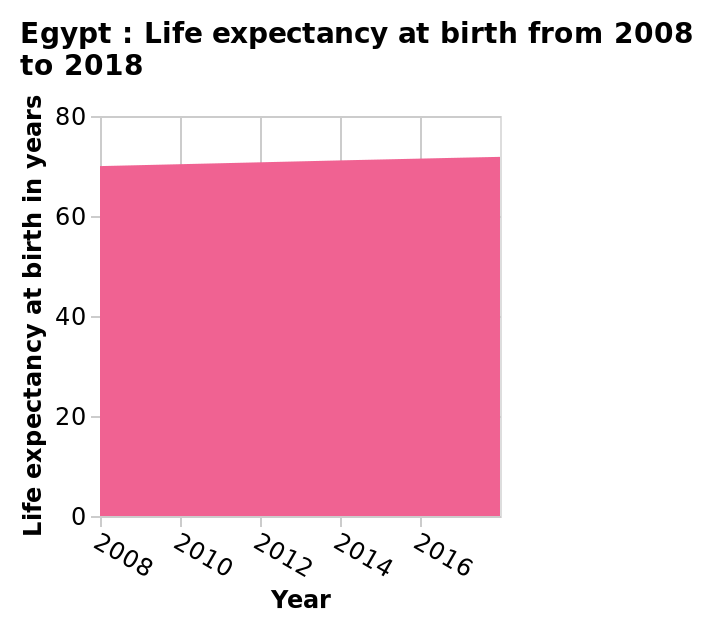 Egypt : Life expectancy at birth from 2008
to 2018
Life expectancy at birth in years
80
60
40
20
0
2008
2010
2012
2014
2016
Year